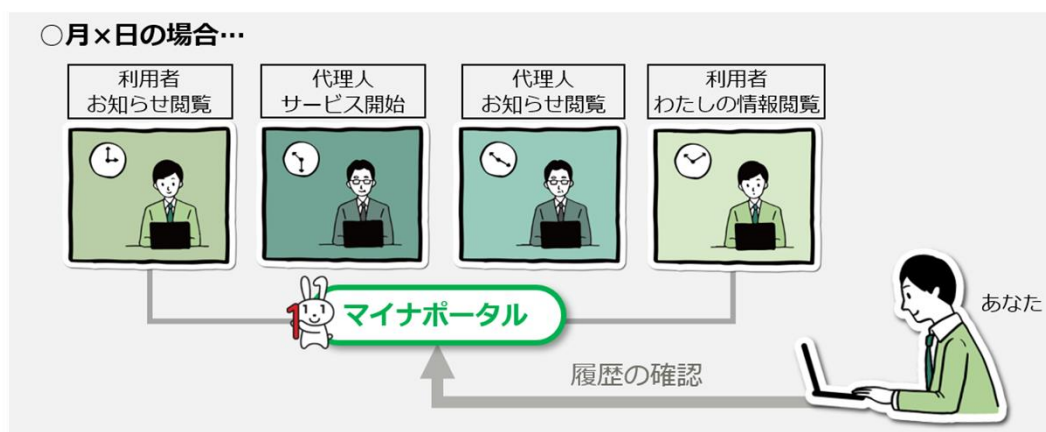 ○月×日の場合…
利用者
お知らせ閲覧
代理人
サービス開始
代理人
お知らせ閲覧
利用者
わたしの情報閲覧
マイナポータル
あなた
履歴の確認